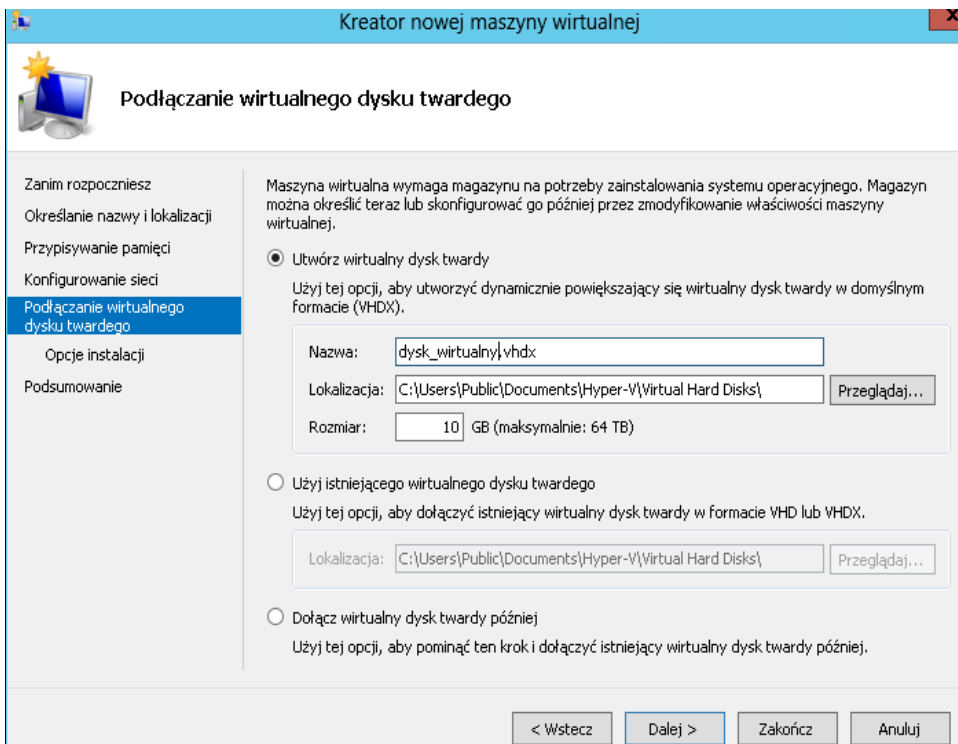 Kreator nowej maszyny wirtualnej
x
Podłączanie wirtualnego dysku twardego
Zanim rozpoczniesz
Określanie nazwy i lokalizacji
Przypisywanie pamięci
Konfigurowanie sieci
Podłączanie wirtualnego
dysku twardego
Opcje instalacji
Podsumowanie
Maszyna wirtualna wymaga magazynu na potrzeby zainstalowania systemu operacyjnego. Magazyn
można określić teraz lub skonfigurować go później przez zmodyfikowanie właściwości maszyny
wirtualnej.
Utwórz wirtualny dysk twardy
Użyj tej opcji, aby utworzyć dynamicznie powiększający się wirtualny dysk twardy w domyślnym
formacie (VHDX).
Nazwa: dysk_wirtualny.vhdx
Lokalizacja: C:\Users\Public\Documents\Hyper-V\Virtual Hard Disks\ Przeglądaj...
Rozmiar: 10 GB (maksymalnie: 64 TB)
Użyj istniejącego wirtualnego dysku twardego
Użyj tej opcji, aby dołączyć istniejący wirtualny dysk twardy w formacie VHD lub VHDX.
Lokalizacja: C:\Users\Public\Documents\Hyper-V\Virtual Hard Disks\ Przeglądaj...
Dołącz wirtualny dysk twardy później
Użyj tej opcji, aby pominąć ten krok i dołączyć istniejący wirtualny dysk twardy później.
< Wstecz Dalej > Zakończ Anuluj